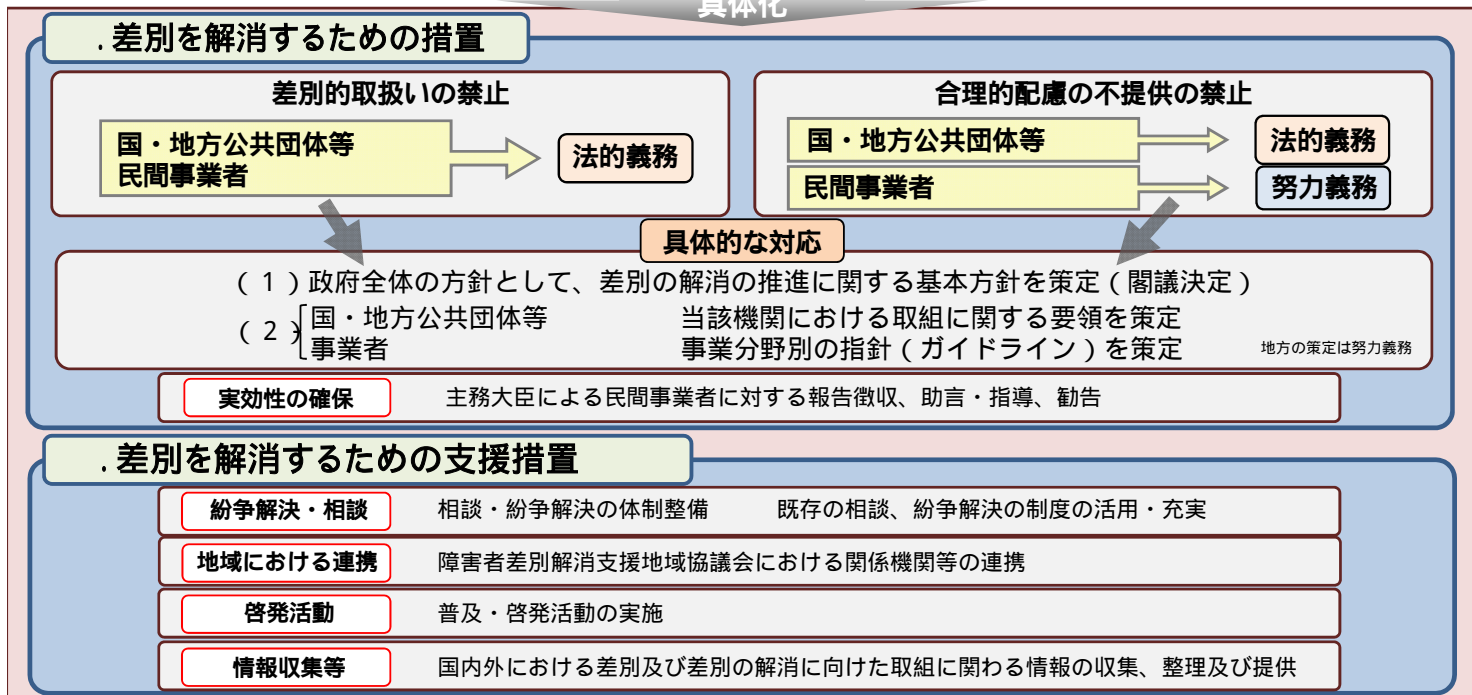 具体化
.差別を解消するための措置
差別的取扱いの禁止
国・地方公共団体等
民間事業者
法的義務
合理的配慮の不提供の禁止
国・地方公共団体等
法的義務
民間事業者
努力義務
具体的な対応
(1)政府全体の方針として、差別の解消の推進に関する基本方針を策定(閣議決定)
(2)
国・地方公共団体等 当該機関における取組に関する要領を策定
事業者 事業分野別の指針(ガイドライン)を策定
地方の策定は努力義務
実効性の確保 主務大臣による民間事業者に対する報告徴収、助言・指導、勧告
.差別を解消するための支援措置
紛争解決・相談 相談・紛争解決の体制整備 既存の相談、紛争解決の制度の活用・充実
地域における連携 障害者差別解消支援地域協議会における関係機関等の連携
啓発活動 普及・啓発活動の実施
情報収集等 国内外における差別及び差別の解消に向けた取組に関わる情報の収集、整理及び提供